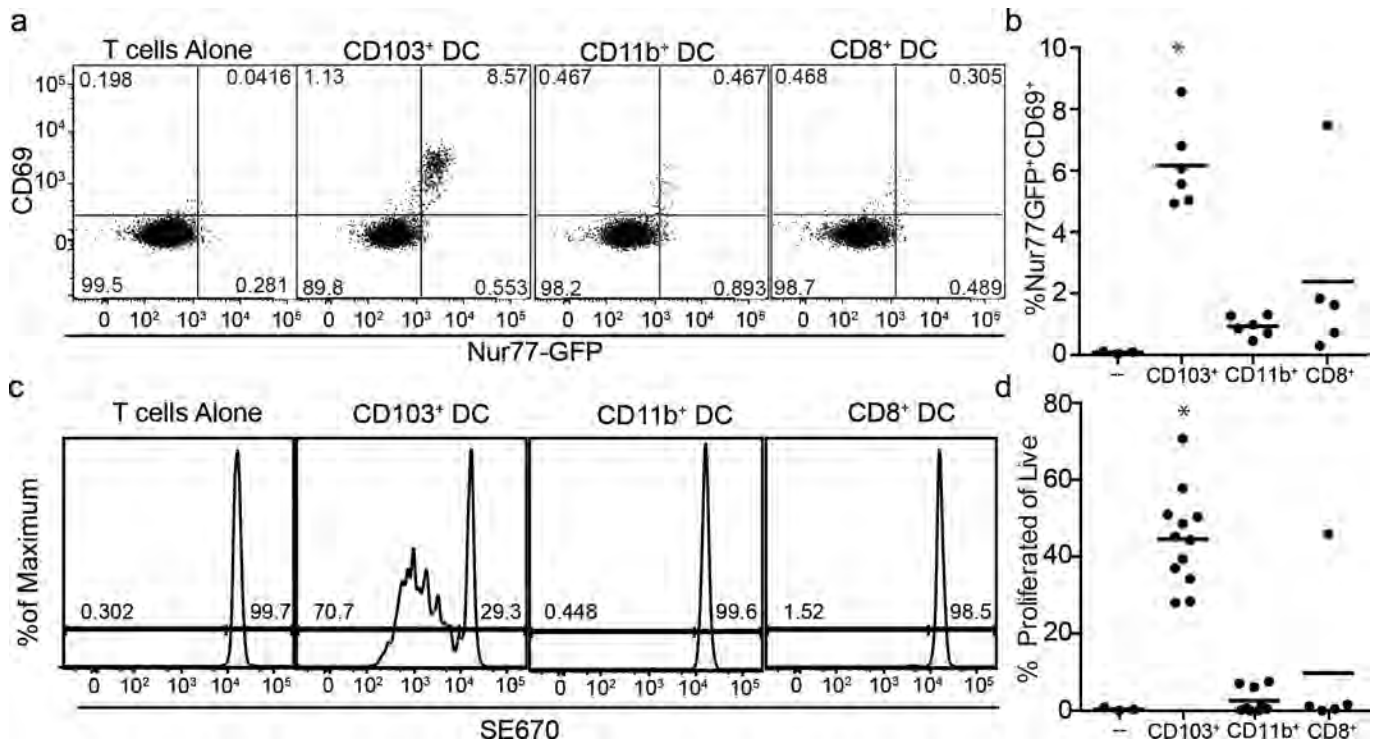 a
T cells Alone
CD103⁺ DC
CD11b⁺ DC
CD8⁺ DC
0.198 0.0416
1.13 8.57
0.467 0.467
0.468 0.305
99.5 0.281
89.8 0.553
98.2 0.893
98.7 0.489
CD69
10⁵
10⁴
10³
0
0 10² 10³ 10⁴ 10⁵
0 10² 10³ 10⁴ 10⁵
0 10² 10³ 10⁴ 10⁵
0 10² 10³ 10⁴ 10⁵
Nur77-GFP
b
%Nur77GFP⁺CD69⁺
10
8
6
4
2
0
*
-- CD103⁺ CD11b⁺ CD8⁺
c
T cells Alone
CD103⁺ DC
CD11b⁺ DC
CD8⁺ DC
%of Maximum
0.302 99.7
70.7 29.3
0.448 99.6
1.52 98.5
0 10² 10³ 10⁴ 10⁵
0 10² 10³ 10⁴ 10⁵
0 10² 10³ 10⁴ 10⁵
0 10² 10³ 10⁴ 10⁵
SE670
d
% Proliferated of Live
80
60
40
20
0
*
-- CD103⁺ CD11b⁺ CD8⁺